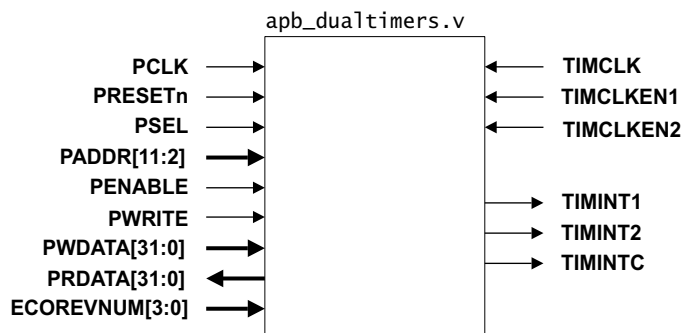 apb_dualtimers.v
PCLK
PRESETn
PSEL
PADDR[11:2]
PENABLE
PWRITE
PWDATA[31:0]
PRDATA[31:0]
ECOREVNUM[3:0]
TIMCLK
TIMCLKEN1
TIMCLKEN2
TIMINT1
TIMINT2
TIMINTC